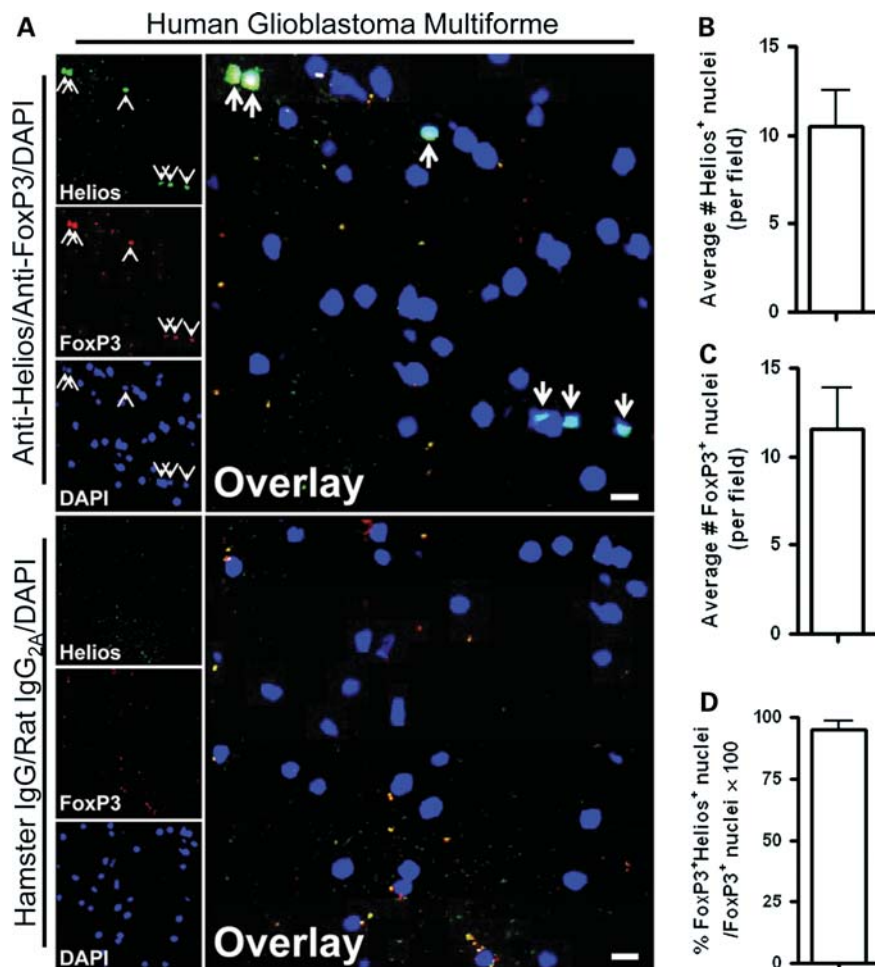 A
Human Glioblastoma Multiforme
Anti-Helios/Anti-FoxP3/DAPI
Helios
FoxP3
DAPI
Overlay
Hamster IgG/Rat IgG2A/DAPI
Helios
FoxP3
DAPI
Overlay
B
Average # Helios+ nuclei
(per field)
15
10
5
0
C
Average # FoxP3+ nuclei
(per field)
15
10
5
0
D
% FoxP3+Helios+ nuclei
/FoxP3+ nuclei × 100
100
75
50
25
0